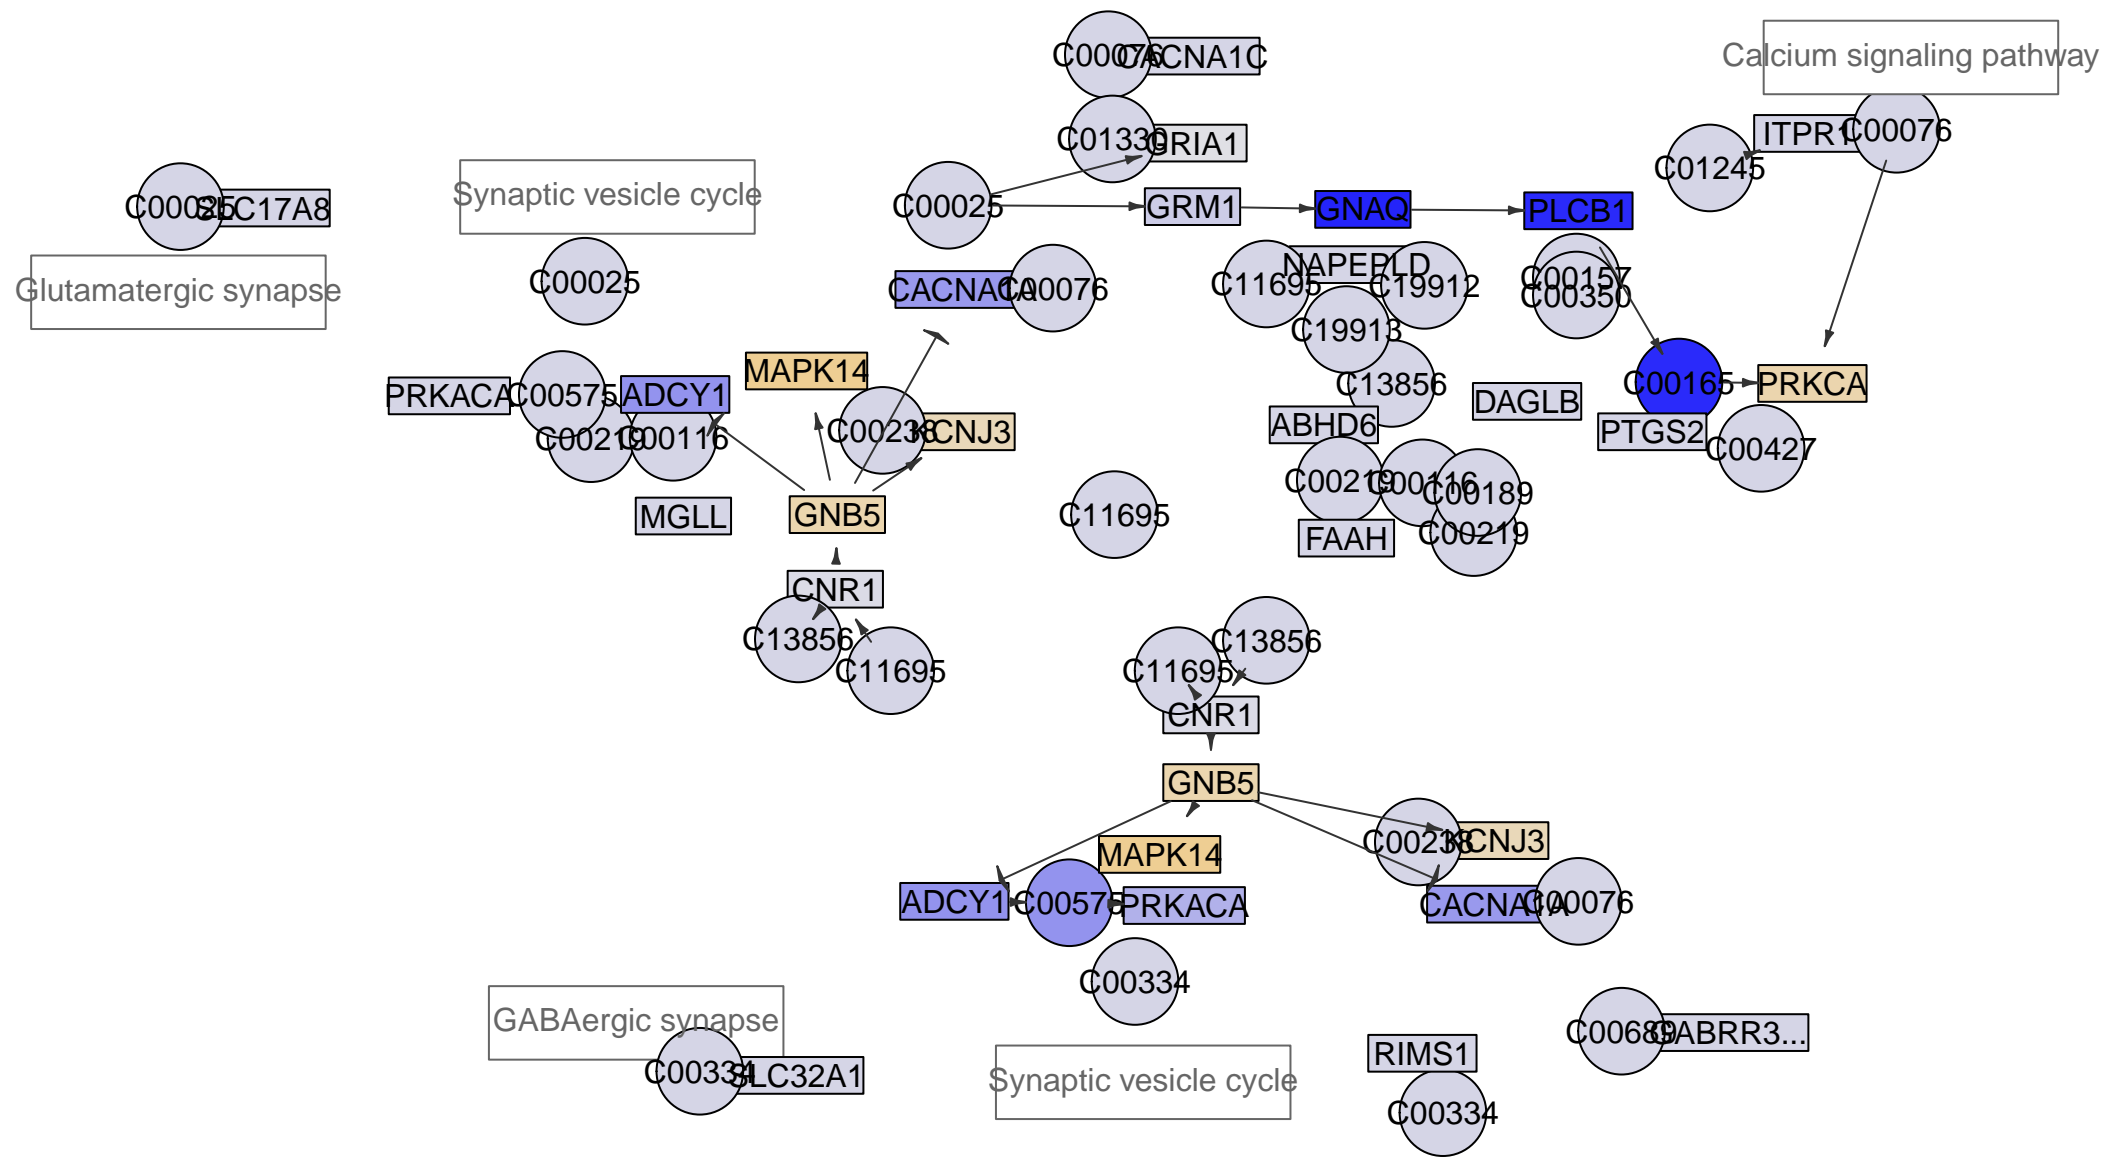 C00076
CACNA1C
Calcium signaling pathway
C01330
GRIA1
ITPR1
C00076
C01245
C00025
SLC17A8
Synaptic vesicle cycle
C00025
GRM1
GNAQ
PLCB1
Glutamatergic synapse
C00025
CACNA1A
C00076
C11695
NAPEPLD
C19912
C00157
C00350
C19913
MAPK14
PRKACA
C00575
ADCY1
C13856
DAGLB
C00165
PRKCA
C00219
C00116
C00238
KCNJ3
ABHD6
PTGS2
C00427
MGLL
GNB5
C11695
C00219
C00116
C00189
FAAH
C00219
CNR1
C13856
C11695
C13856
C11695
CNR1
GNB5
MAPK14
C00238
KCNJ3
ADCY1
C00575
PRKACA
CACNA1A
C00076
C00334
GABAergic synapse
C00334
SLC32A1
Synaptic vesicle cycle
RIMS1
C00334
C00689
GABRR3...